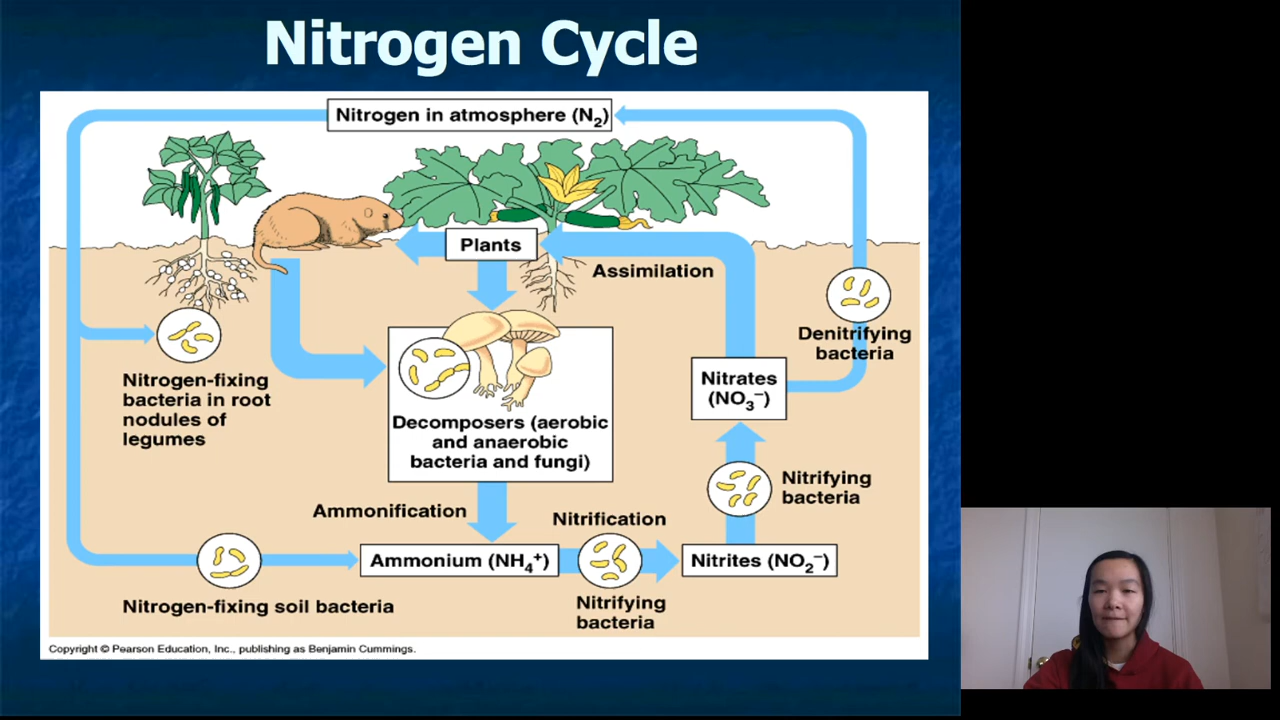 Nitrogen Cycle
Nitrogen in atmosphere (N₂)
Plants
Assimilation
Denitrifying
bacteria
Nitrogen-fixing
bacteria in root
nodules of
legumes
Nitrates
(NO₃⁻)
Decomposers (aerobic
and anaerobic
bacteria and fungi)
Nitrifying
bacteria
Ammonification
Nitrification
Ammonium (NH₄⁺)
Nitrites (NO₂⁻)
Nitrogen-fixing soil bacteria
Nitrifying
bacteria
Copyright © Pearson Education, Inc., publishing as Benjamin Cummings.